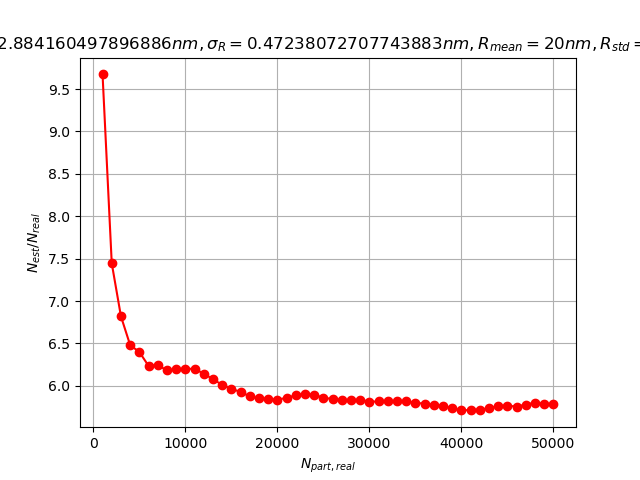 2.884160497896886nm, σ_R = 0.47238072707743883nm, R_mean = 20nm, R_std =
N_est/N_real
9.5
9.0
8.5
8.0
7.5
7.0
6.5
6.0
0 10000 20000 30000 40000 50000
N_part, real